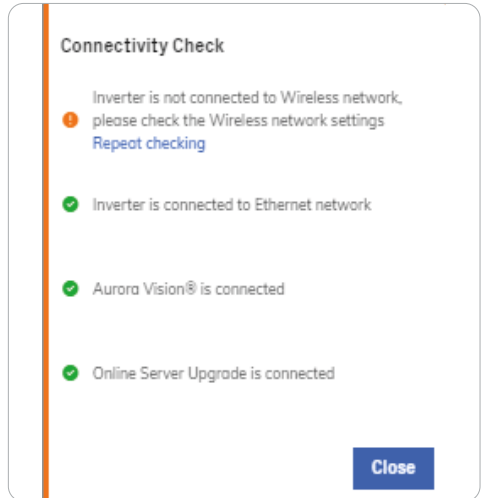 Connectivity Check
Inverter is not connected to Wireless network,
please check the Wireless network settings
Repeat checking
Inverter is connected to Ethernet network
Aurora Vision® is connected
Online Server Upgrade is connected
Close